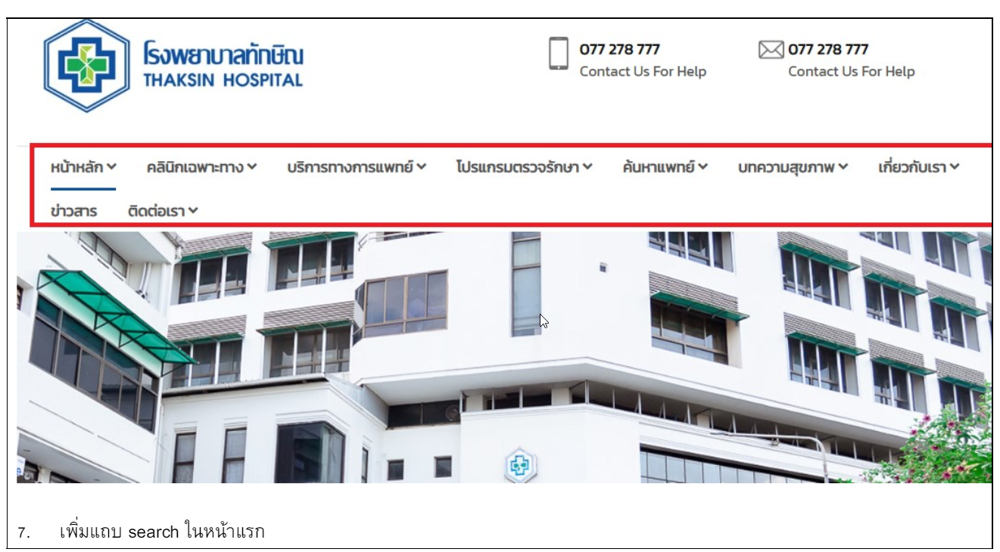 โรงพยาบาลทักษิณ
THAKSIN HOSPITAL
077 278 777
Contact Us For Help
077 278 777
Contact Us For Help
หน้าหลัก คลินิกเฉพาะทาง บริการทางการแพทย์ โปรแกรมตรวจรักษา ค้นหาแพทย์ บทความสุขภาพ เกี่ยวกับเรา
ข่าวสาร ติดต่อเรา
7. เพิ่มแถบ search ในหน้าแรก